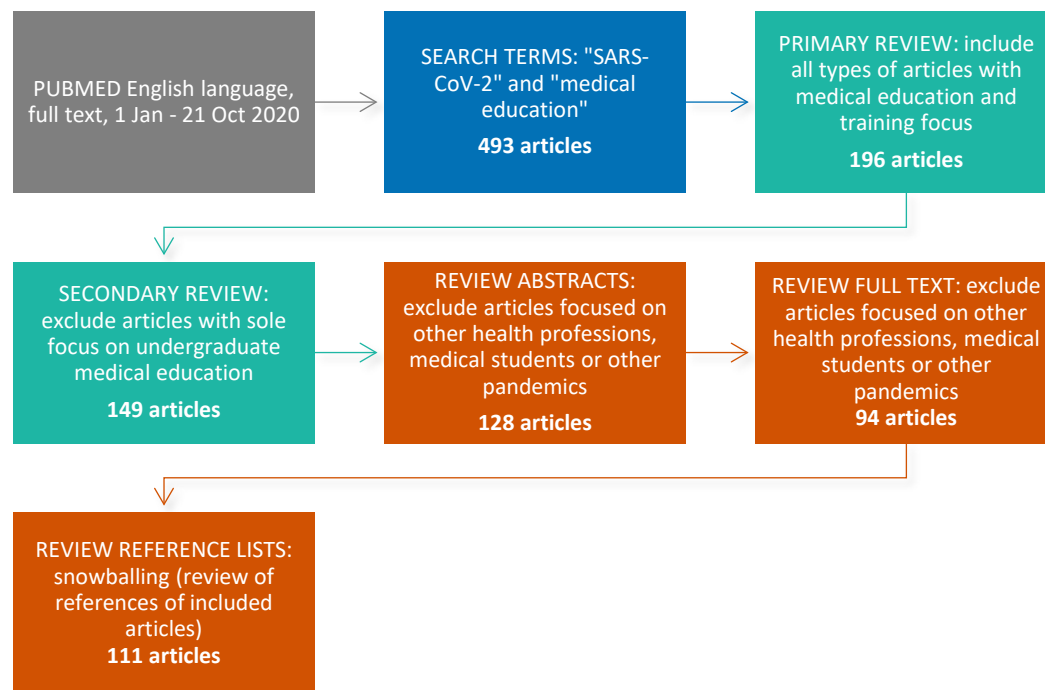 PUBMED English language,
full text, 1 Jan - 21 Oct 2020
SEARCH TERMS: "SARS-
CoV-2" and "medical
education"
493 articles
PRIMARY REVIEW: include
all types of articles with
medical education and
training focus
196 articles
SECONDARY REVIEW:
exclude articles with sole
focus on undergraduate
medical education
149 articles
REVIEW ABSTRACTS:
exclude articles focused on
other health professions,
medical students or other
pandemics
128 articles
REVIEW FULL TEXT: exclude
articles focused on other
health professions, medical
students or other
pandemics
94 articles
REVIEW REFERENCE LISTS:
snowballing (review of
references of included
articles)
111 articles